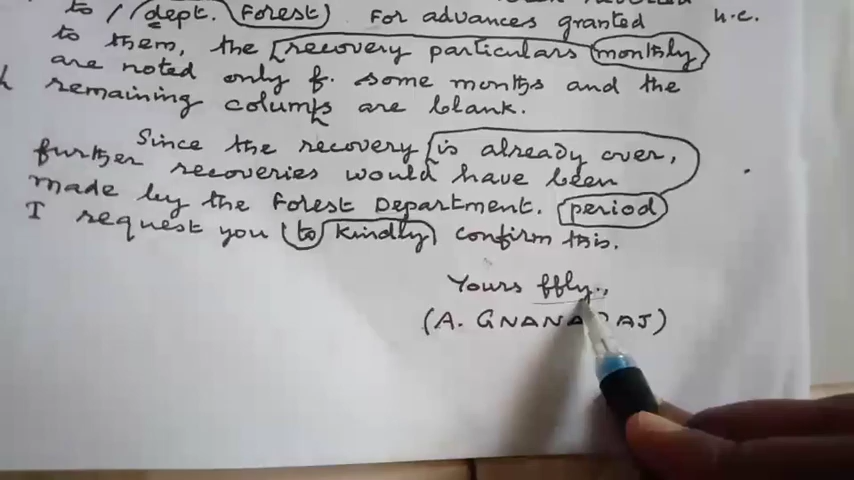 to // dept. Forest) For advances granted u.c.
to them, the [recovery particulars monthly
are noted only f. some months and the
remaining columns are blank.
Since the recovery [is already over,
further recoveries would have been
made by the Forest Department. [period
I request you (to kindly) confirm this.
Yours ffly.,
(A. GNANARAJ)